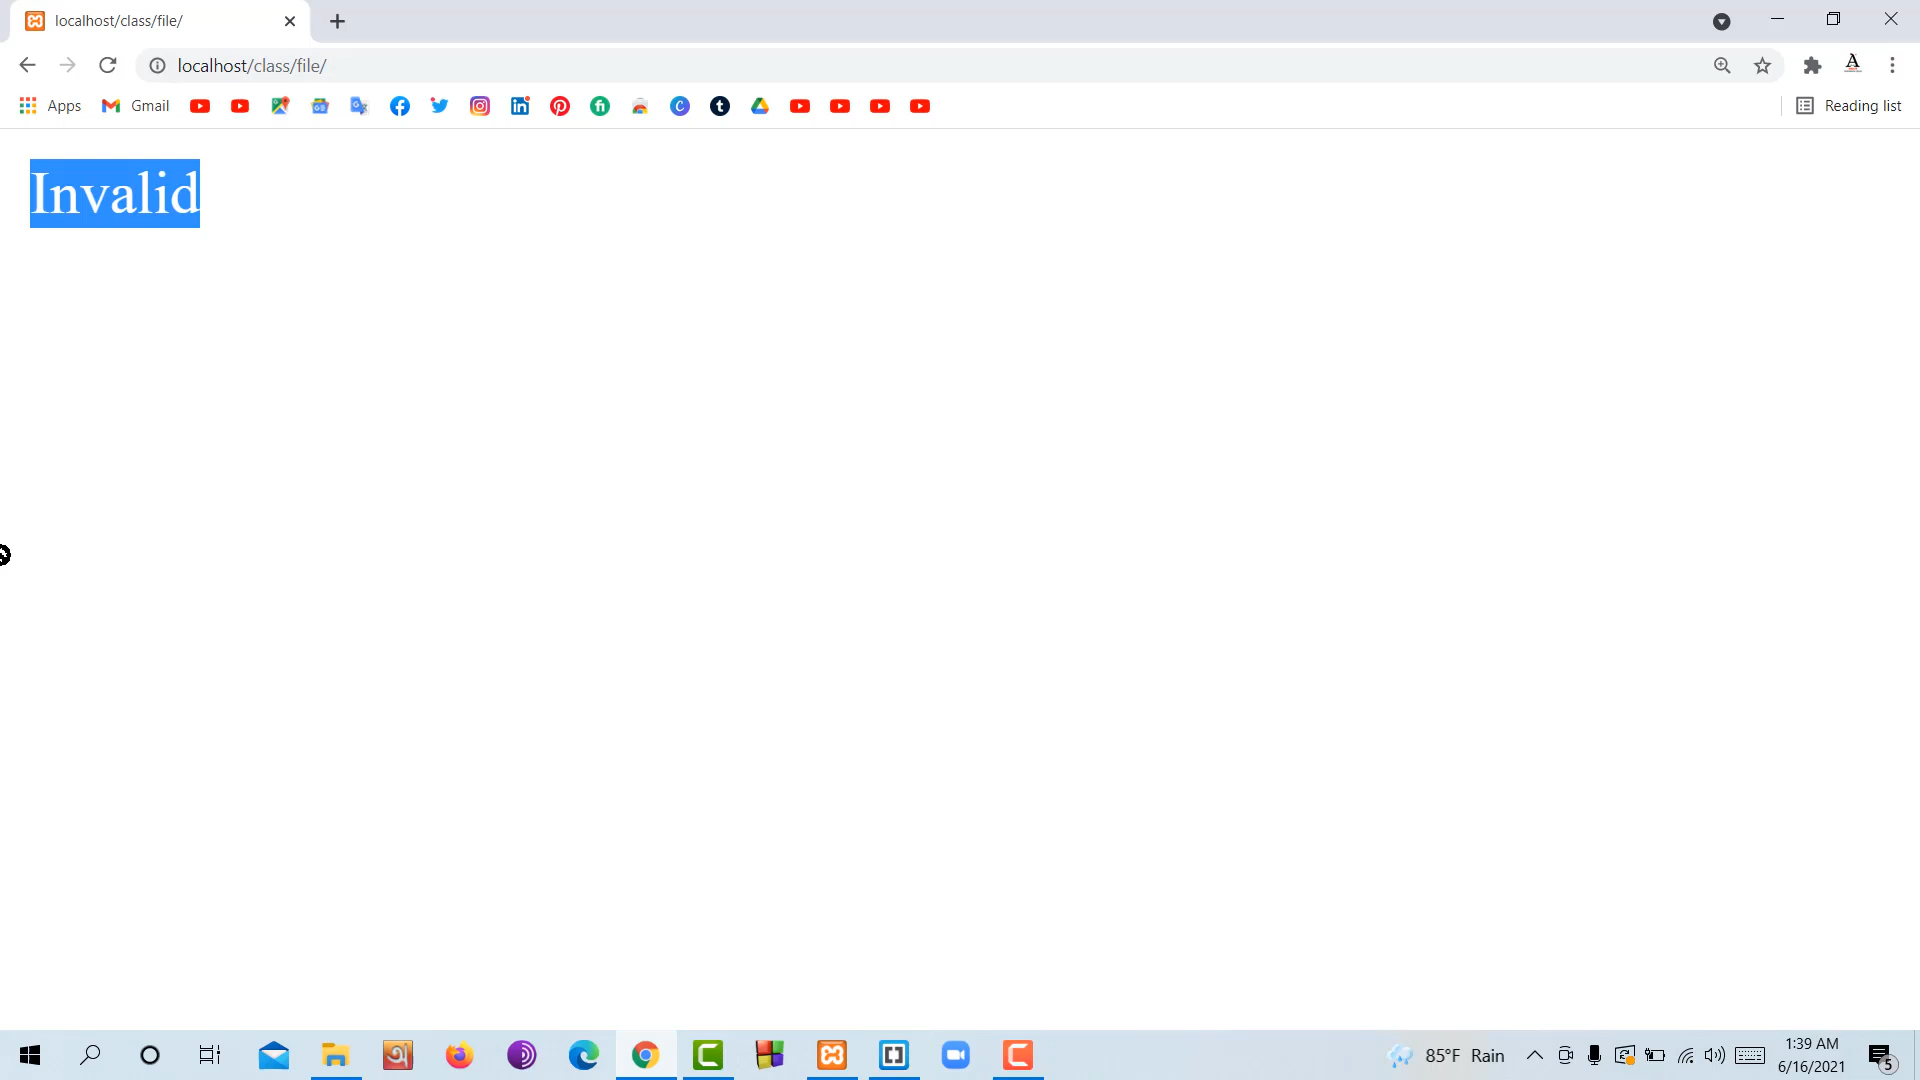 localhost/class/file/
localhost/class/file/
Apps Gmail Reading list
Invalid
85°F Rain
1:39 AM
6/16/2021
5